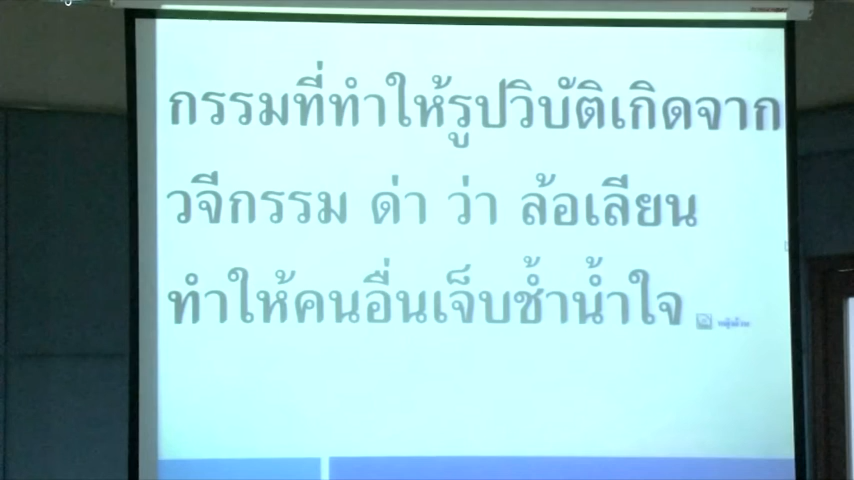 กรรมที่ทำให้รูปวิบัติเกิดจาก
วจีกรรม ด่า ว่า ล้อเลียน
ทำให้คนอื่นเจ็บช้ำน้ำใจ